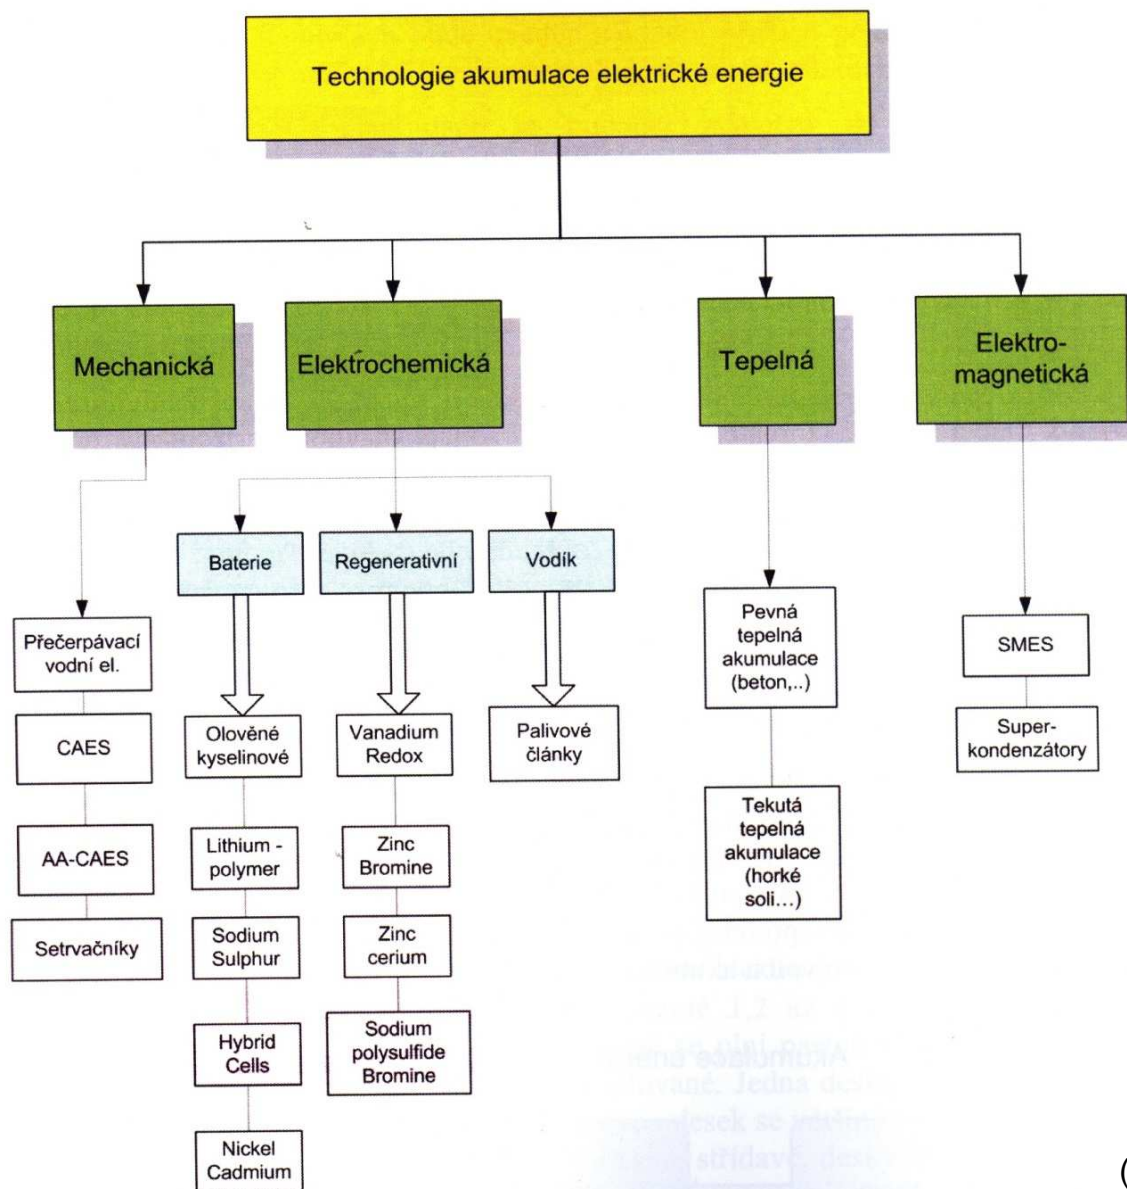 Technologie akumulace elektrické energie
Mechanická
Elektrochemická
Tepelná
Elektro-
magnetická
Baterie
Regenerativní
Vodík
Přečerpávací
vodní el.
CAES
AA-CAES
Setrvačníky
Olověné
kyselinové
Lithium -
polymer
Sodium
Sulphur
Hybrid
Cells
Nickel
Cadmium
Vanadium
Redox
Zinc
Bromine
Zinc
cerium
Sodium
polysulfide
Bromine
Palivové
články
Pevná
tepelná
akumulace
(beton,..)
Tekutá
tepelná
akumulace
(horké
soli...)
SMES
Super-
kondenzátory
(